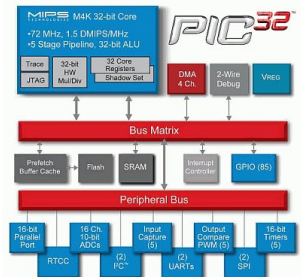 MIPS M4K 32-bit Core
•72 MHz, 1.5 DMIPS/MHz
•5 Stage Pipeline, 32-bit ALU
Trace
JTAG
32-bit
HW
Mul/Div
32 Core
Registers
Shadow Set
PIC32
DMA
4 Ch.
2-Wire
Debug
VREG
Bus Matrix
Prefetch
Buffer Cache
Flash
SRAM
Interrupt
Controller
GPIO (85)
Peripheral Bus
16-bit
Parallel
Port
RTCC
16 Ch.
10-bit
ADCs
(2)
I²C™
Input
Capture
(5)
(2)
UARTs
Output
Compare
PWM (5)
(2)
SPI
16-bit
Timers
(5)